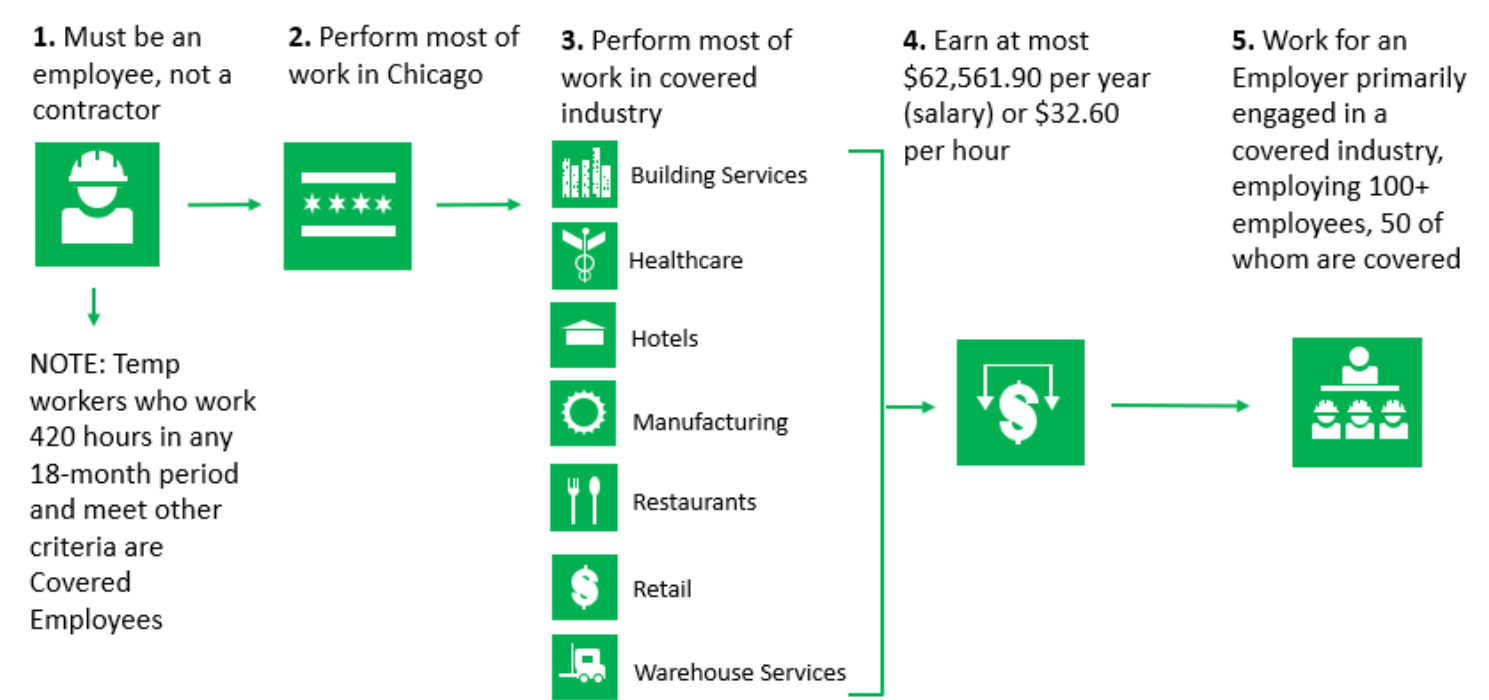 1. Must be an
employee, not a
contractor
NOTE: Temp
workers who work
420 hours in any
18-month period
and meet other
criteria are
Covered
Employees
2. Perform most of
work in Chicago
3. Perform most of
work in covered
industry
Building Services
Healthcare
Hotels
Manufacturing
Restaurants
$
Retail
Warehouse Services
4. Earn at most
$62,561.90 per year
(salary) or $32.60
per hour
$
5. Work for an
Employer primarily
engaged in a
covered industry,
employing 100+
employees, 50 of
whom are covered